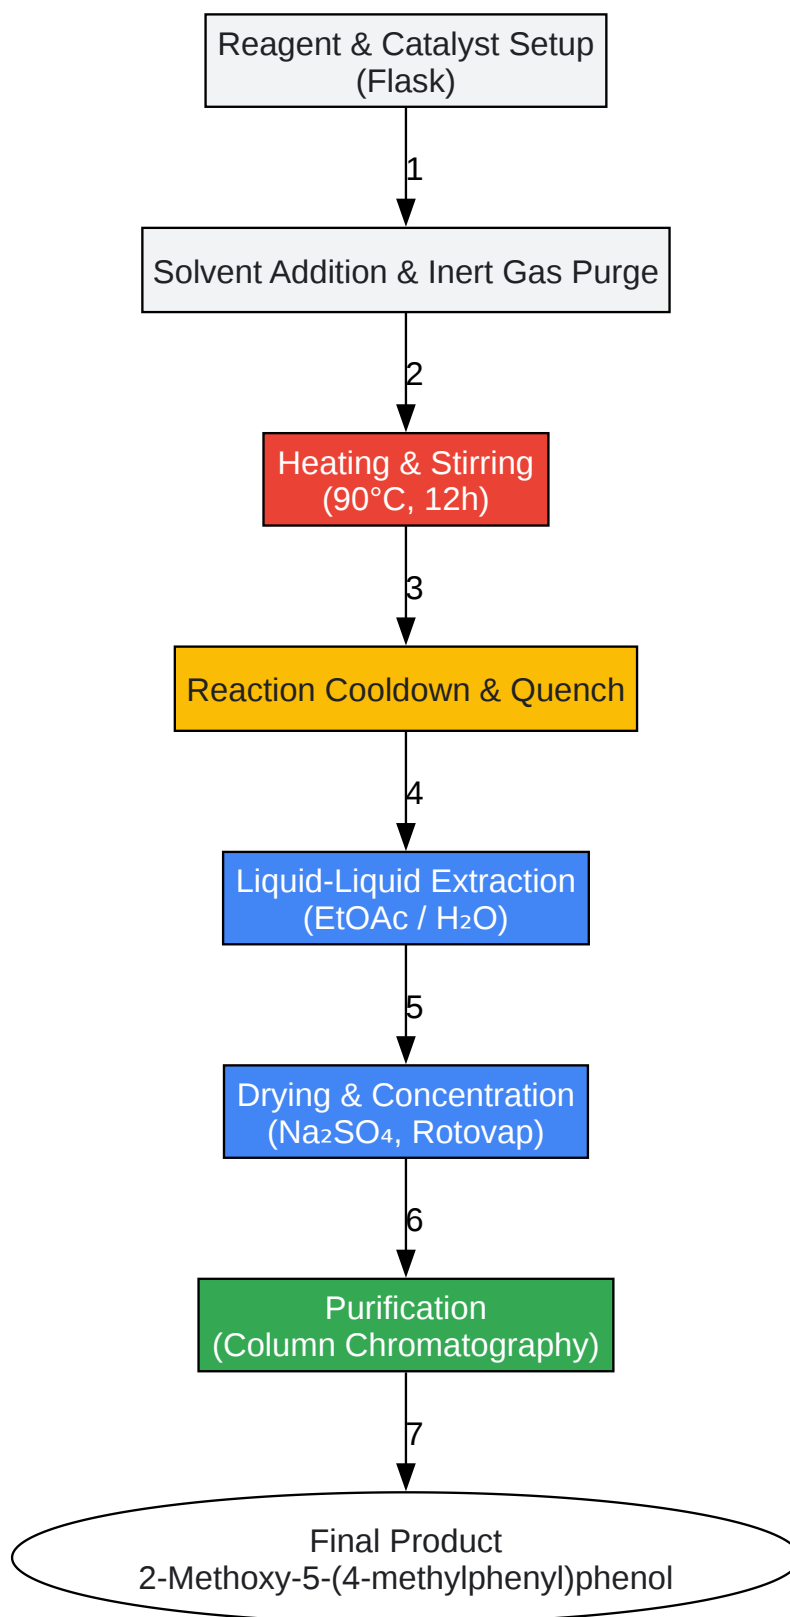 Reagent & Catalyst Setup
(Flask)
1
Solvent Addition & Inert Gas Purge
2
Heating & Stirring
(90°C, 12h)
3
Reaction Cooldown & Quench
4
Liquid-Liquid Extraction
(EtOAc / H₂O)
5
Drying & Concentration
(Na₂SO₄, Rotovap)
6
Purification
(Column Chromatography)
7
Final Product
2-Methoxy-5-(4-methylphenyl)phenol